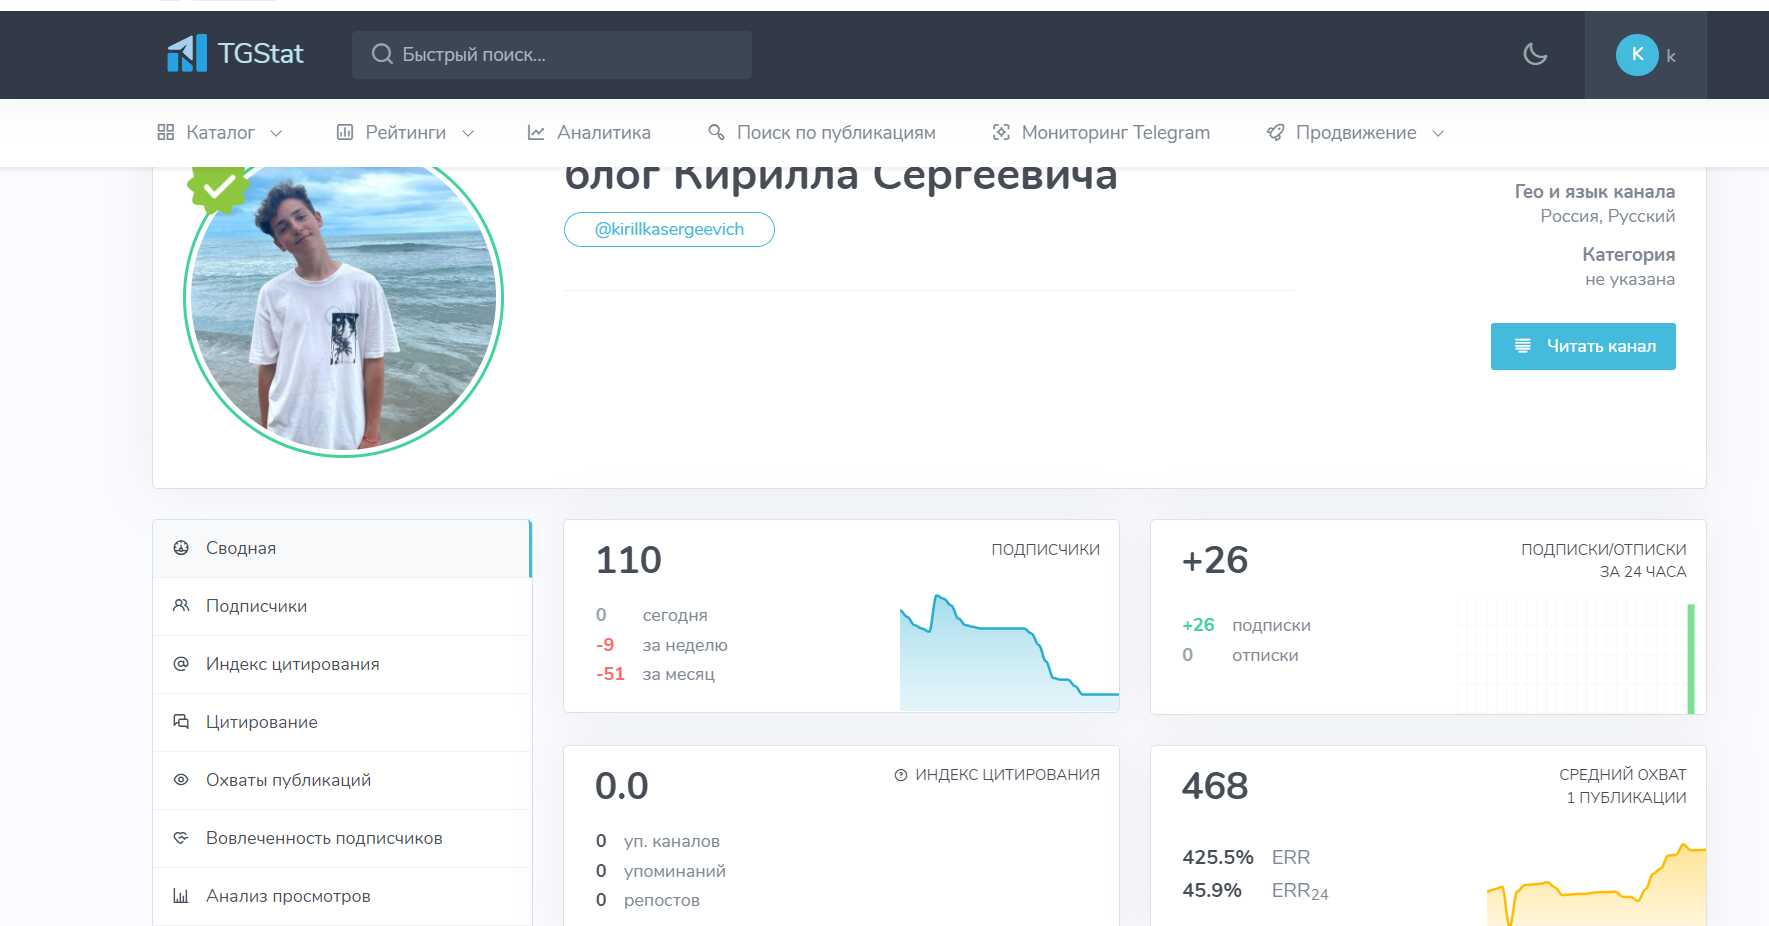 TGStat
Быстрый поиск...
K
k
Каталог
Рейтинги
Аналитика
Поиск по публикациям
Мониторинг Telegram
Продвижение
блог Кирилла Сергеевича
@kirillkasergeevich
Гео и язык канала
Россия, Русский
Категория
не указана
Читать канал
Сводная
Подписчики
Индекс цитирования
Цитирование
Охваты публикаций
Вовлеченность подписчиков
Анализ просмотров
110
ПОДПИСЧИКИ
0 сегодня
-9 за неделю
-51 за месяц
+26
ПОДПИСКИ/ОТПИСКИ
ЗА 24 ЧАСА
+26 подписки
0 отписки
0.0
ИНДЕКС ЦИТИРОВАНИЯ
0 уп. каналов
0 упоминаний
0 репостов
468
СРЕДНИЙ ОХВАТ
1 ПУБЛИКАЦИИ
425.5% ERR
45.9% ERR24